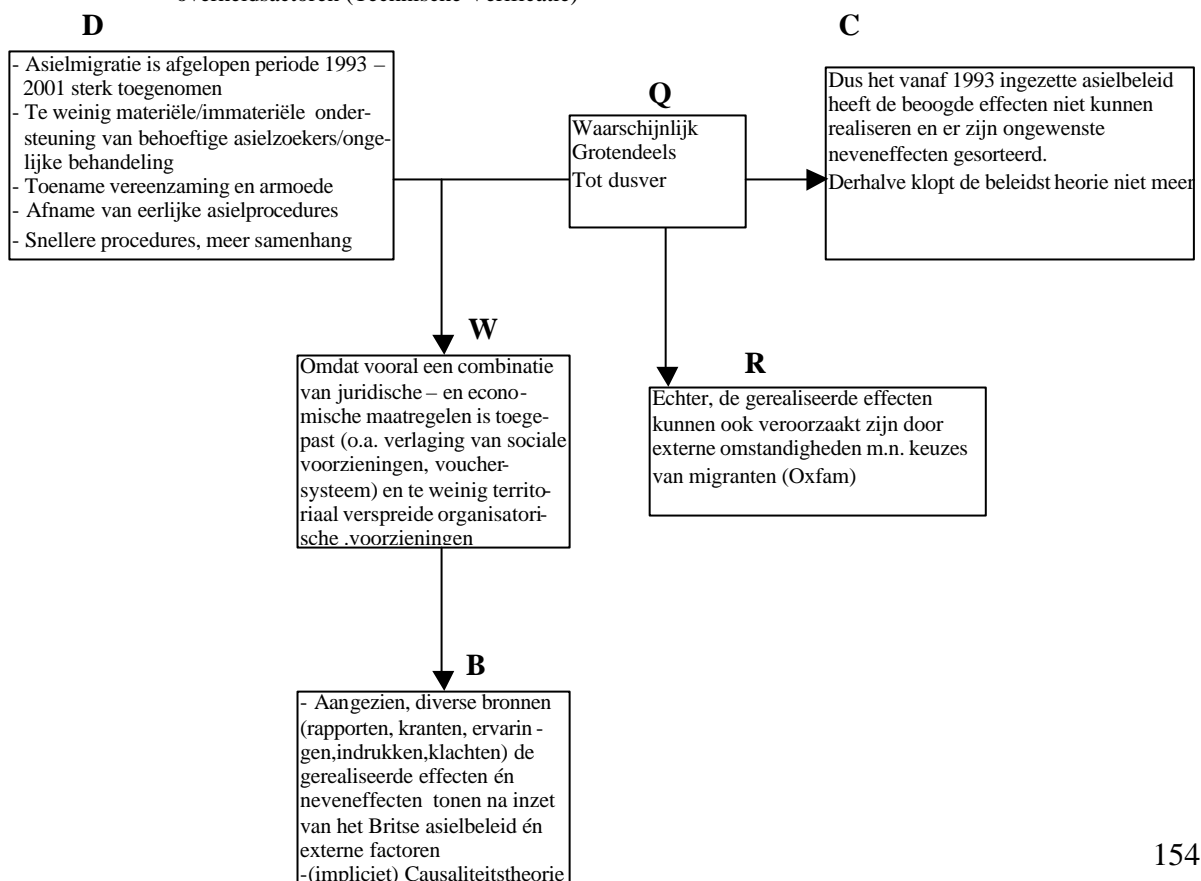 overheidsactoren (Technische Verificatie)
D
- Asielmigratie is afgelopen periode 1993 –
2001 sterk toegenomen
- Te weinig materiële/immateriële onder-
steuning van behoeftige asielzoekers/onge-
lijke behandeling
- Toename vereenzaming en armoede
- Afname van eerlijke asielprocedures
- Snellere procedures, meer samenhang
Q
Waarschijnlijk
Grotendeels
Tot dusver
C
Dus het vanaf 1993 ingezette asielbeleid
heeft de beoogde effecten niet kunnen
realiseren en er zijn ongewenste
neveneffecten gesorteerd.
Derhalve klopt de beleidst heorie niet meer
W
Omdat vooral een combinatie
van juridische – en econo-
mische maatregelen is toege-
past (o.a. verlaging van sociale
voorzieningen, voucher-
systeem) en te weinig territo-
riaal verspreide organisatori-
sche .voorzieningen
R
Echter, de gerealiseerde effecten
kunnen ook veroorzaakt zijn door
externe omstandigheden m.n. keuzes
van migranten (Oxfam)
B
- Aangezien, diverse bronnen
(rapporten, kranten, ervarin -
gen,indrukken,klachten) de
gerealiseerde effecten én
neveneffecten tonen na inzet
van het Britse asielbeleid én
externe factoren
-(impliciet) Causaliteitstheorie
154